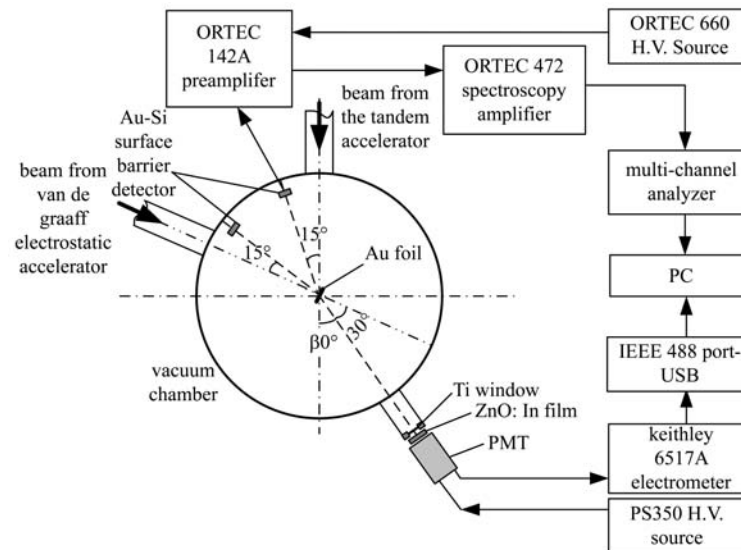 ORTEC
142A
preamplifer
ORTEC 660
H.V. Source
ORTEC 472
spectroscopy
amplifier
beam from
the tandem
accelerator
Au-Si
surface
barrier
detector
beam from
van de
graaff
electrostatic
accelerator
multi-channel
analyzer
15°
15°
Au foil
PC
β0°
30°
IEEE 488 port-
USB
vacuum
chamber
Ti window
ZnO: In film
PMT
keithley
6517A
electrometer
PS350 H.V.
source